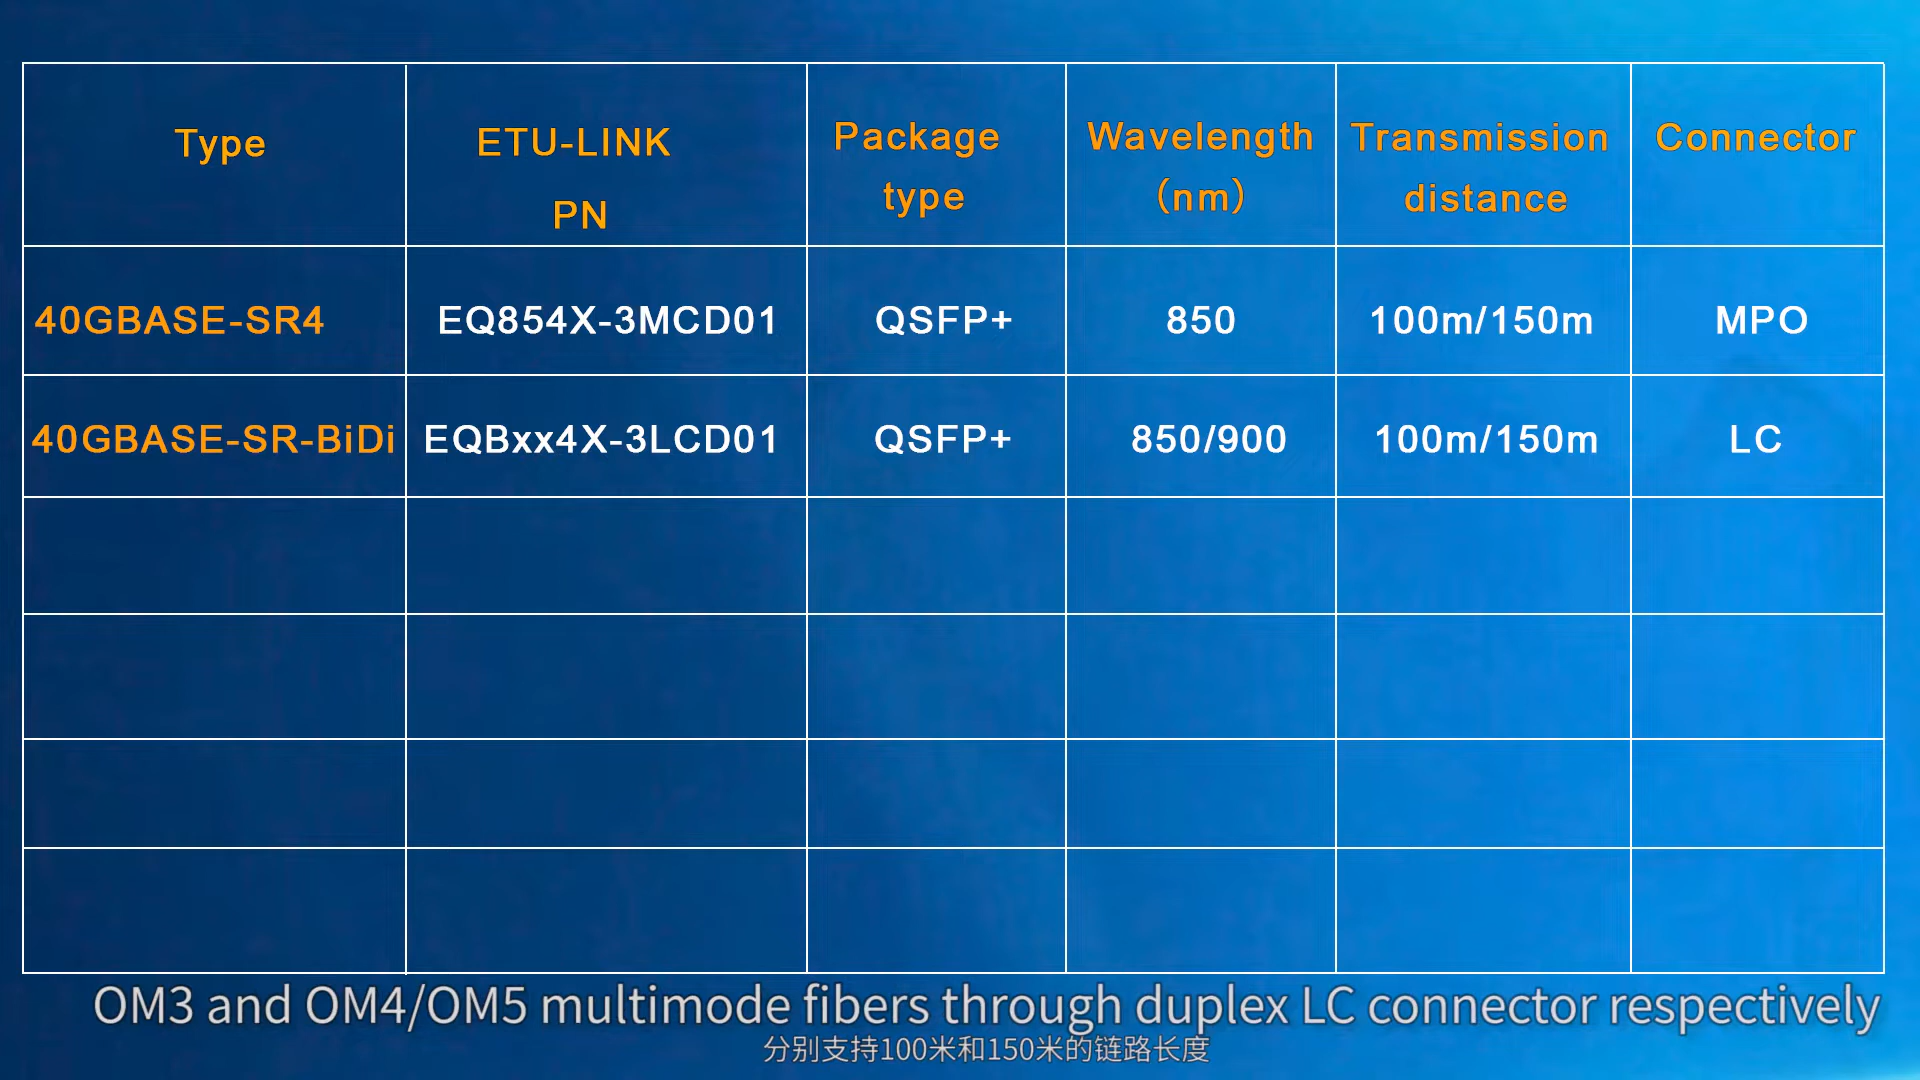 Type
ETU-LINK
PN
Package
type
Wavelength
(nm)
Transmission
distance
Connector
40GBASE-SR4 EQ854X-3MCD01 QSFP+ 850 100m/150m MPO
40GBASE-SR-BiDi EQBxx4X-3LCD01 QSFP+ 850/900 100m/150m LC
OM3 and OM4/OM5 multimode fibers through duplex LC connector respectively
分别支持100米和150米的链路长度